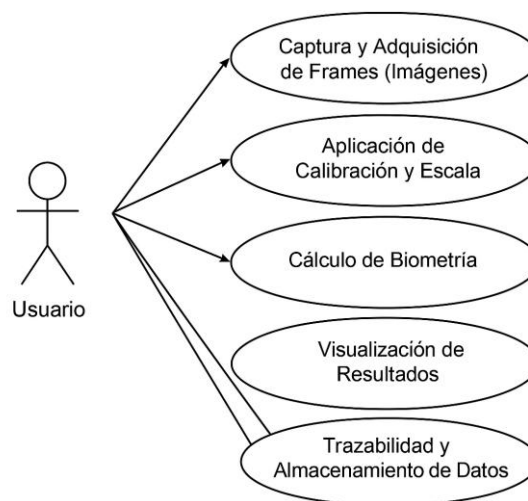 Captura y Adquisición
de Frames (Imágenes)
Aplicación de
Calibración y Escala
Cálculo de Biometría
Usuario
Visualización de
Resultados
Trazabilidad y
Almacenamiento de Datos